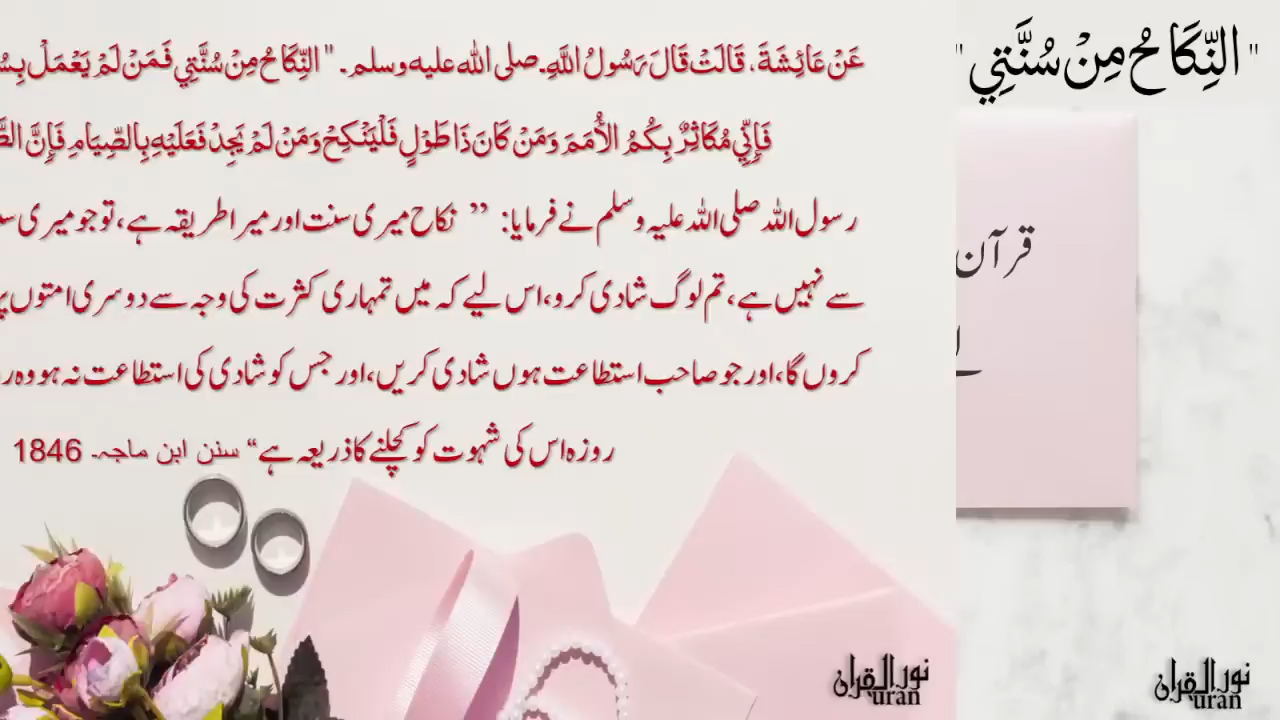 عَنْ عَائِشَةَ، قَالَتْ قَالَ رَسُولُ اللَّهِ ـ صلى الله عليه وسلم ـ ‏ "‏ النِّكَاحُ مِنْ سُنَّتِي فَمَنْ لَمْ يَعْمَلْ
فَإِنِّي مُكَاثِرٌ بِكُمُ الأُمَمَ وَمَنْ كَانَ ذَا طَوْلٍ فَلْيَنْكِحْ وَمَنْ لَمْ يَجِدْ فَعَلَيْهِ بِالصِّيَامِ فَإِنَّ
رسول اللہ صلی اللہ علیہ وسلم نے فرمایا: ” نکاح میری سنت اور میرا طریقہ ہے، تو جو میری
سے نہیں ہے، تم لوگ شادی کرو، اس لیے کہ میں تمہاری کثرت کی وجہ سے دوسری امتوں
کروں گا، اور جو صاحب استطاعت ہوں شادی کریں، اور جس کو شادی کی استطاعت نہ ہو وہ
روزہ اس کی شہوت کو کچلنے کا ذریعہ ہے“ سنن ابن ماجہ۔ 1846
نور القرآن
uran
" النِّكَاحُ مِنْ سُنَّتِي "
قرآن
نور القرآن
uran